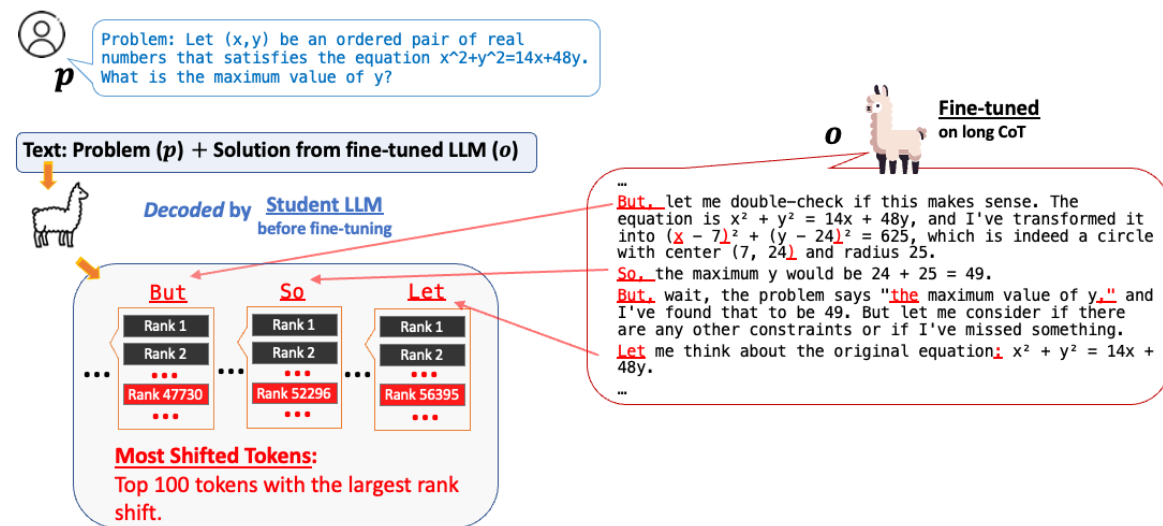 Problem: Let (x,y) be an ordered pair of real
numbers that satisfies the equation x^2+y^2=14x+48y.
What is the maximum value of y?
p
Text: Problem (p) + Solution from fine-tuned LLM (o)
Decoded by Student LLM
before fine-tuning
But
So
Let
Rank 1
Rank 1
Rank 1
Rank 2
Rank 2
Rank 2
...
...
...
... ... ... ...
Rank 47730
Rank 52296
Rank 56395
...
...
...
Most Shifted Tokens:
Top 100 tokens with the largest rank
shift.
o
Fine-tuned
on long CoT
…
But, let me double-check if this makes sense. The
equation is x² + y² = 14x + 48y, and I've transformed it
into (x - 7)² + (y - 24)² = 625, which is indeed a circle
with center (7, 24) and radius 25.
So, the maximum y would be 24 + 25 = 49.
But, wait, the problem says "the maximum value of y," and
I've found that to be 49. But let me consider if there
are any other constraints or if I've missed something.
Let me think about the original equation: x² + y² = 14x +
48y.
…